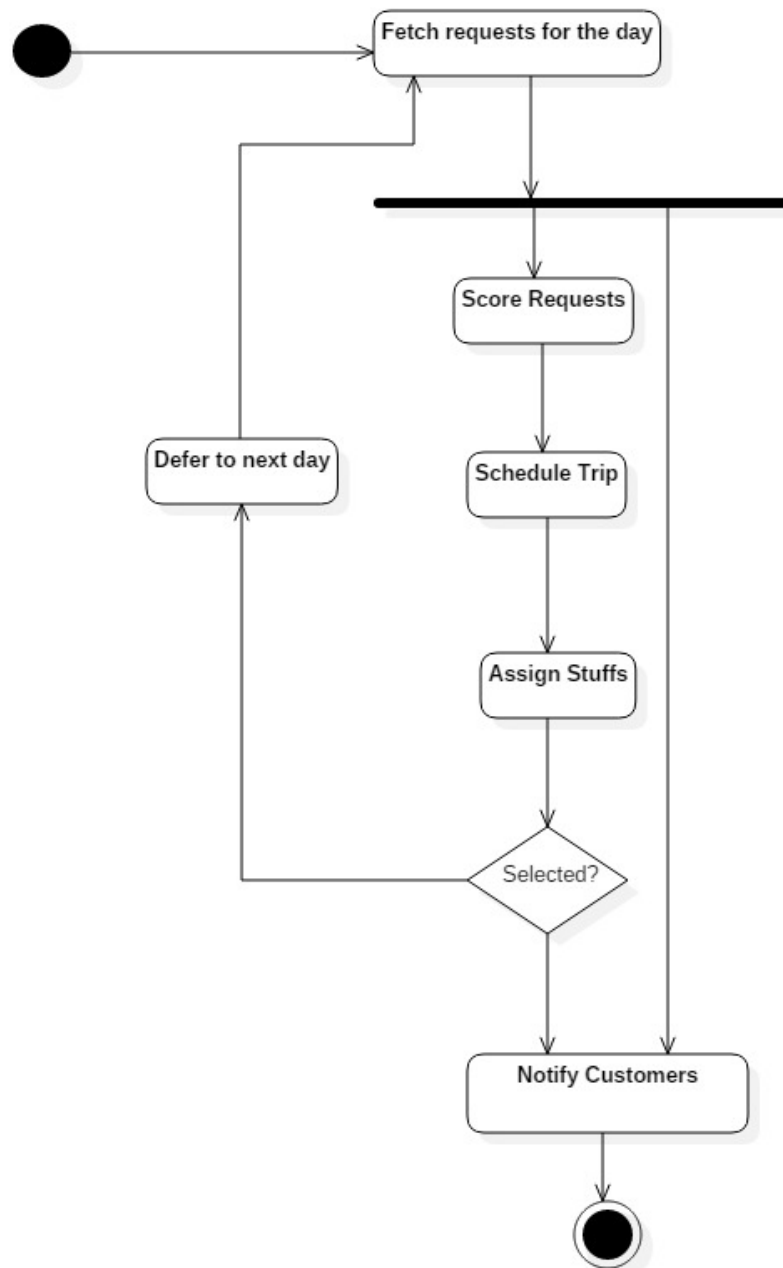 Fetch requests for the day
Score Requests
Defer to next day
Schedule Trip
Assign Stuffs
Selected?
Notify Customers